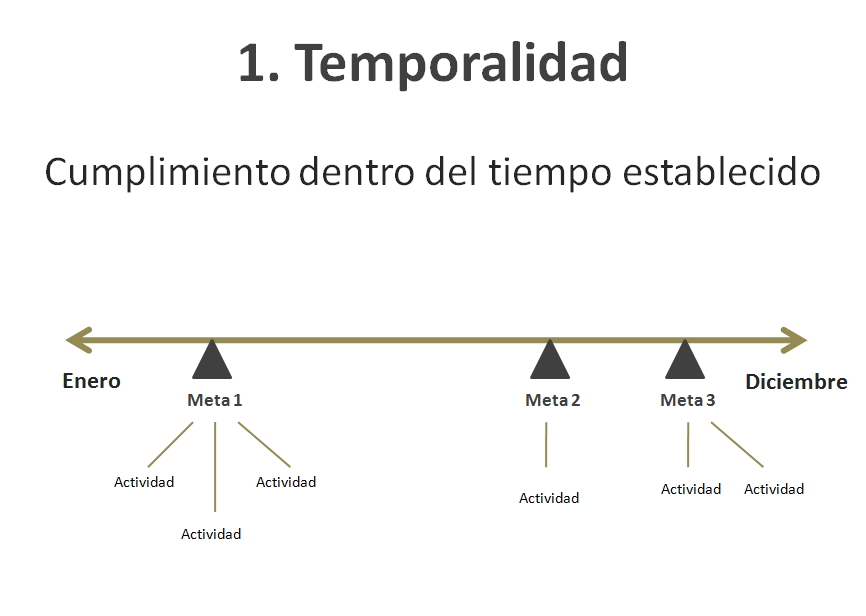 1. Temporalidad
Cumplimiento dentro del tiempo establecido
Enero
Diciembre
Meta 1
Meta 2
Meta 3
Actividad
Actividad
Actividad
Actividad
Actividad
Actividad